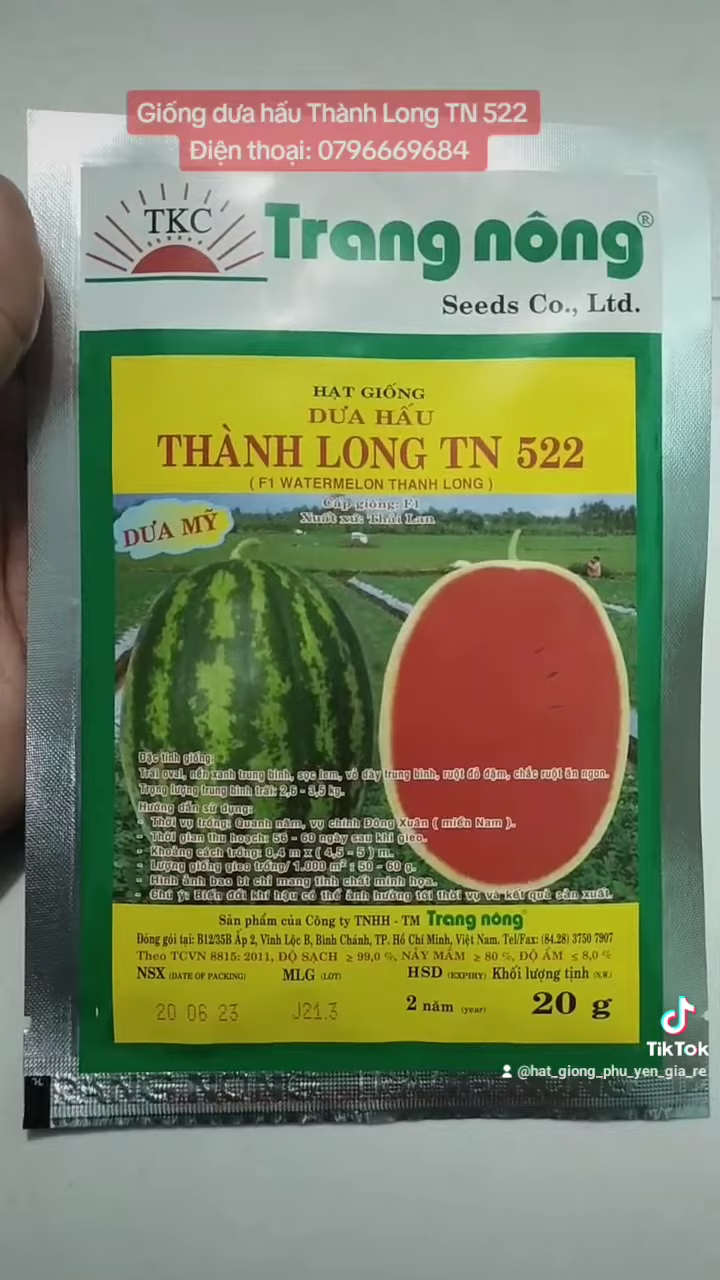 Giống dưa hấu Thành Long TN 522
Điện thoại: 0796669684
TKC
Trang nông®
Seeds Co., Ltd.
HẠT GIỐNG
DƯA HẤU
THÀNH LONG TN 522
( F1 WATERMELON THANH LONG )
Cấp giống: F1
Xuất xứ: Thái Lan
DƯA MỸ
Đặc tính giống:
Trái oval, nền xanh trung bình, sọc lem, vỏ dày trung bình, ruột đỏ đậm, chắc ruột ăn ngon.
Trọng lượng trung bình trái: 2,5 - 3,5 kg.
Hướng dẫn sử dụng:
- Thời vụ trồng: Quanh năm, vụ chính Đông Xuân ( miền Nam ).
- Thời gian thu hoạch: 56 - 60 ngày sau khi gieo.
- Khoảng cách trồng: 0,4 m x ( 4,5 - 5 ) m.
- Lượng giống gieo trồng/ 1.000 m² : 50 - 60 g.
- Hình ảnh bao bì chỉ mang tính chất minh họa.
- Chú ý: Biến đổi khí hậu có thể ảnh hưởng tới thời vụ và kết quả sản xuất.
Sản phẩm của Công ty TNHH - TM Trang nông®
Đóng gói tại: B12/35B Ấp 2, Vĩnh Lộc B, Bình Chánh, TP. Hồ Chí Minh, Việt Nam. Tel/Fax: (84.28) 3750 7907
Theo TCVN 8815: 2011, ĐỘ SẠCH ≥ 99,0 %, NẢY MẦM ≥ 80 %, ĐỘ ẨM ≤ 8,0 %
NSX (DATE OF PACKING) MLG (LOT) HSD (EXPIRY) Khối lượng tịnh (N.W.)
20 06 23 J21.3 2 năm (year) 20 g
TikTok
@hat_giong_phu_yen_gia_re